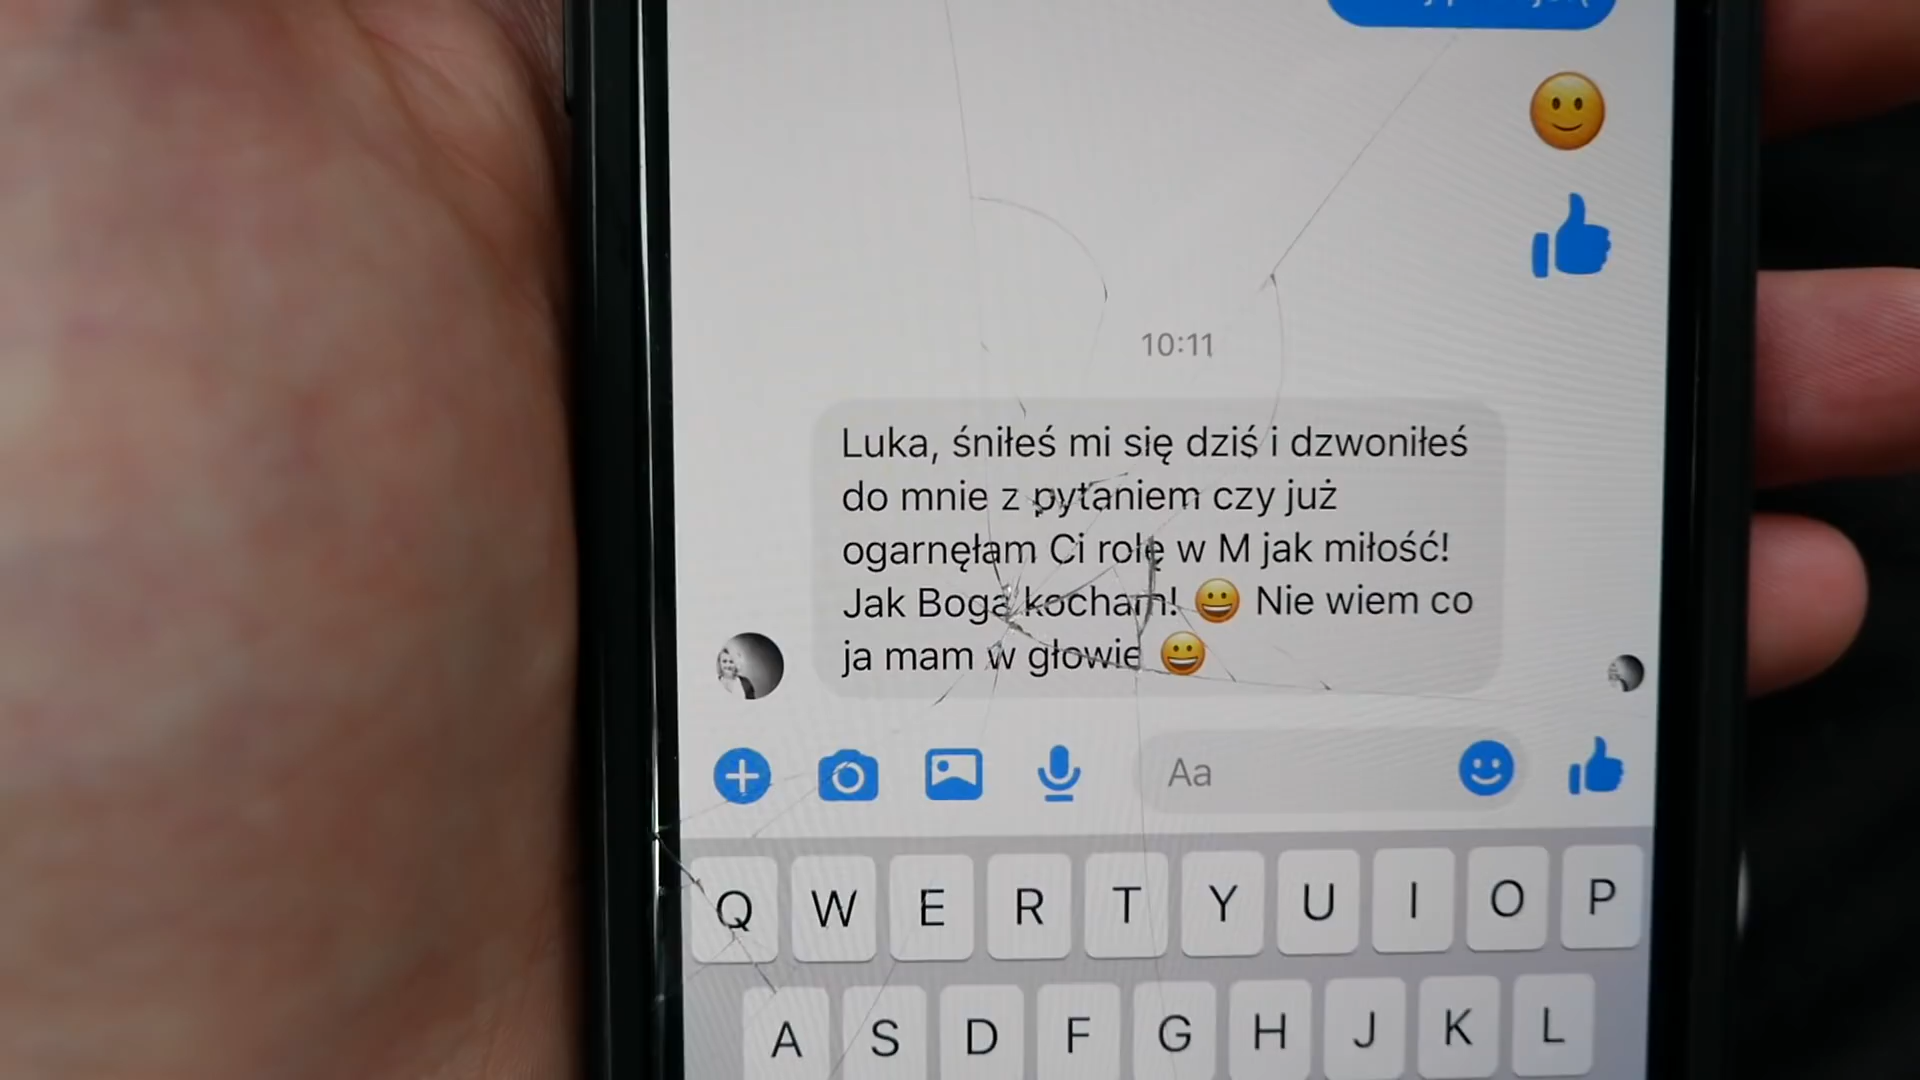 10:11
Luka, śniłeś mi się dziś i dzwoniłeś
do mnie z pytaniem czy już
ogarnęłam Ci rolę w M jak miłość!
Jak Boga kocham! 😀 Nie wiem co
ja mam w głowie 😀
Aa
Q W E R T Y U I O P
A S D F G H J K L